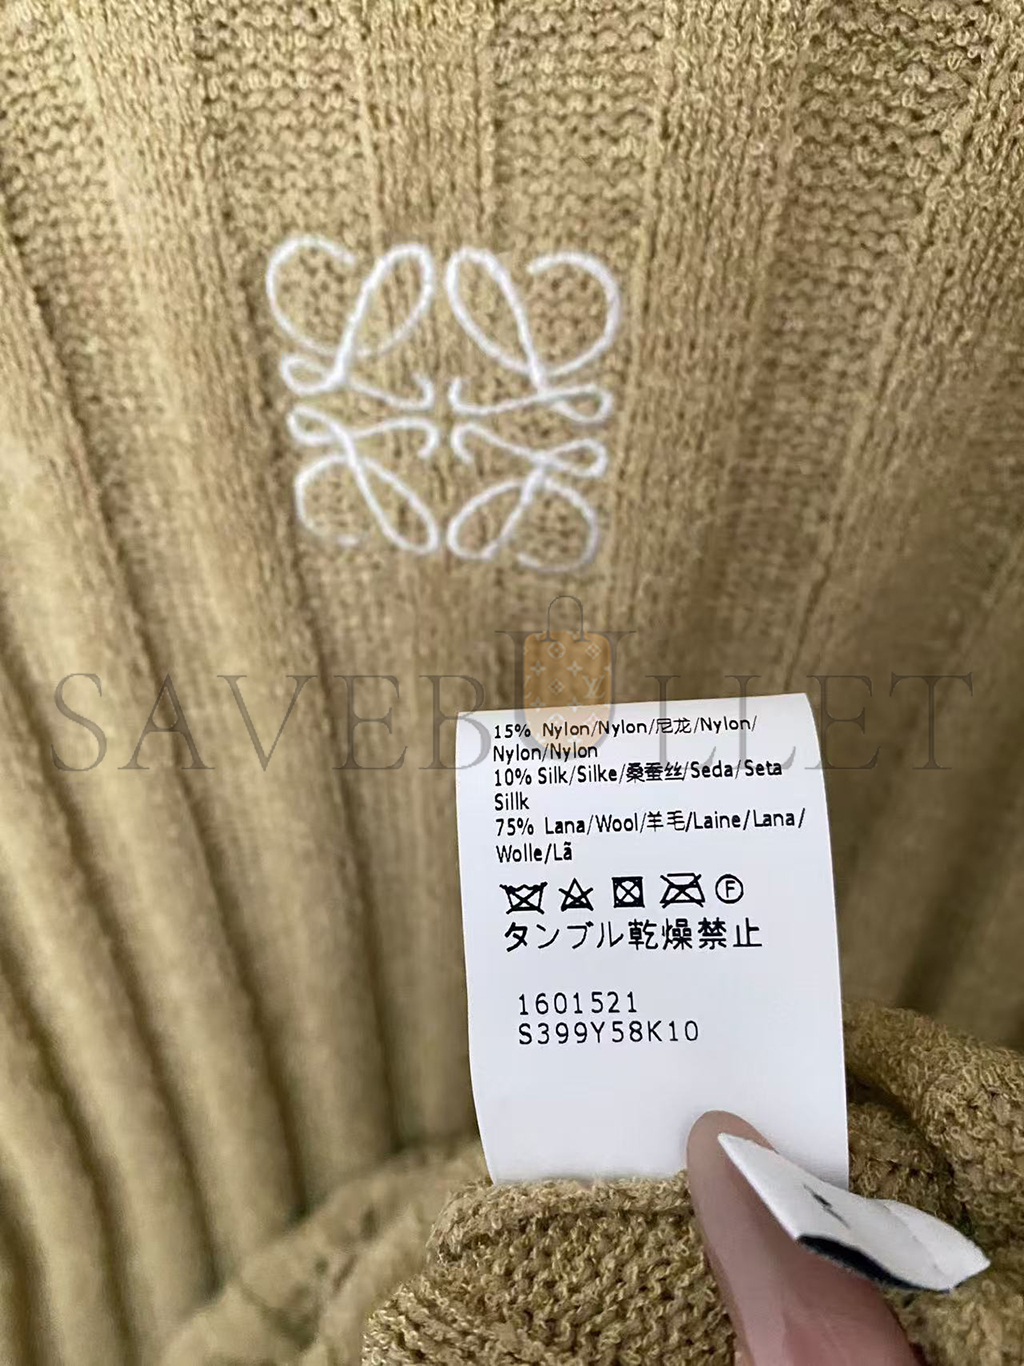 SAVEBULLET
15% Nylon/Nylon/尼龙/Nylon/
Nylon/Nylon
10% Silk/Silke/桑蚕丝/Seda/Seta
Sillk
75% Lana/Wool/羊毛/Laine/Lana/
Wolle/Lã
F
タンブル乾燥禁止
1601521
S399Y58K10